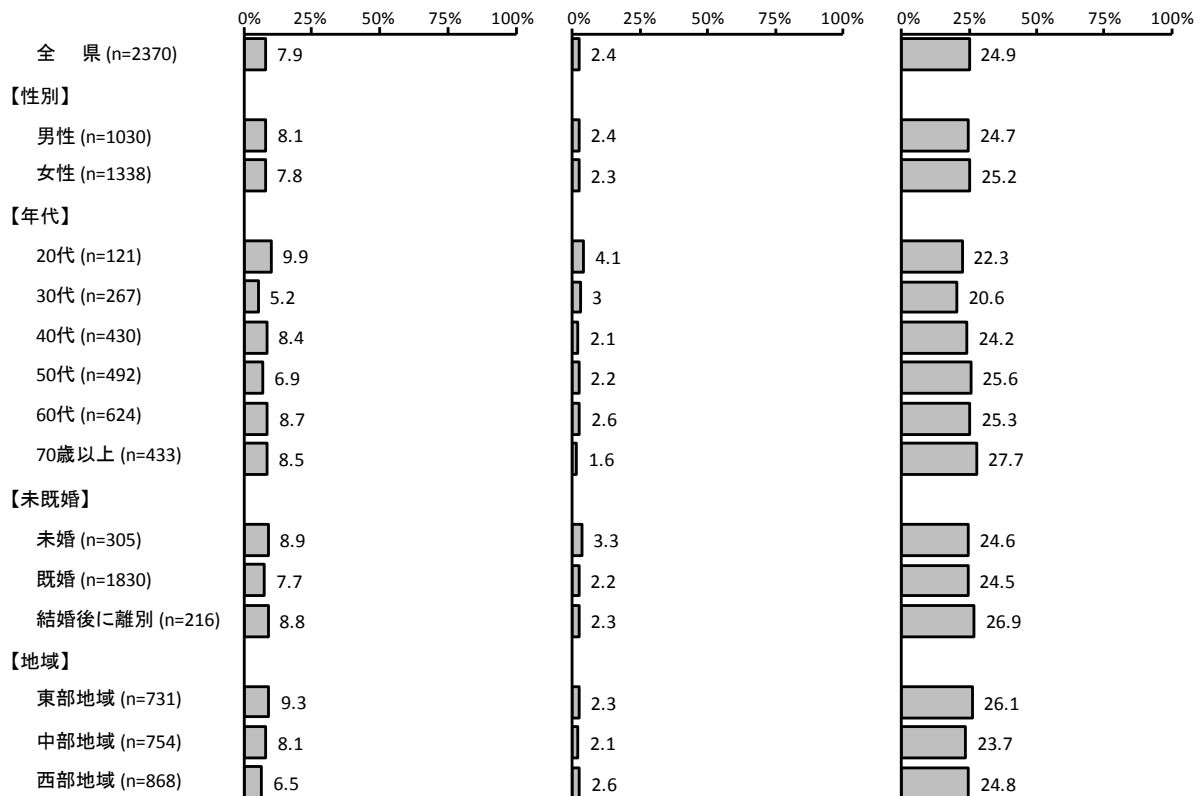 0% 25% 50% 75% 100% 0% 25% 50% 75% 100% 0% 25% 50% 75% 100%
全 県 (n=2370) 7.9 2.4 24.9
【性別】
男性 (n=1030) 8.1 2.4 24.7
女性 (n=1338) 7.8 2.3 25.2
【年代】
20代 (n=121) 9.9 4.1 22.3
30代 (n=267) 5.2 3 20.6
40代 (n=430) 8.4 2.1 24.2
50代 (n=492) 6.9 2.2 25.6
60代 (n=624) 8.7 2.6 25.3
70歳以上 (n=433) 8.5 1.6 27.7
【未既婚】
未婚 (n=305) 8.9 3.3 24.6
既婚 (n=1830) 7.7 2.2 24.5
結婚後に離別 (n=216) 8.8 2.3 26.9
【地域】
東部地域 (n=731) 9.3 2.3 26.1
中部地域 (n=754) 8.1 2.1 23.7
西部地域 (n=868) 6.5 2.6 24.8